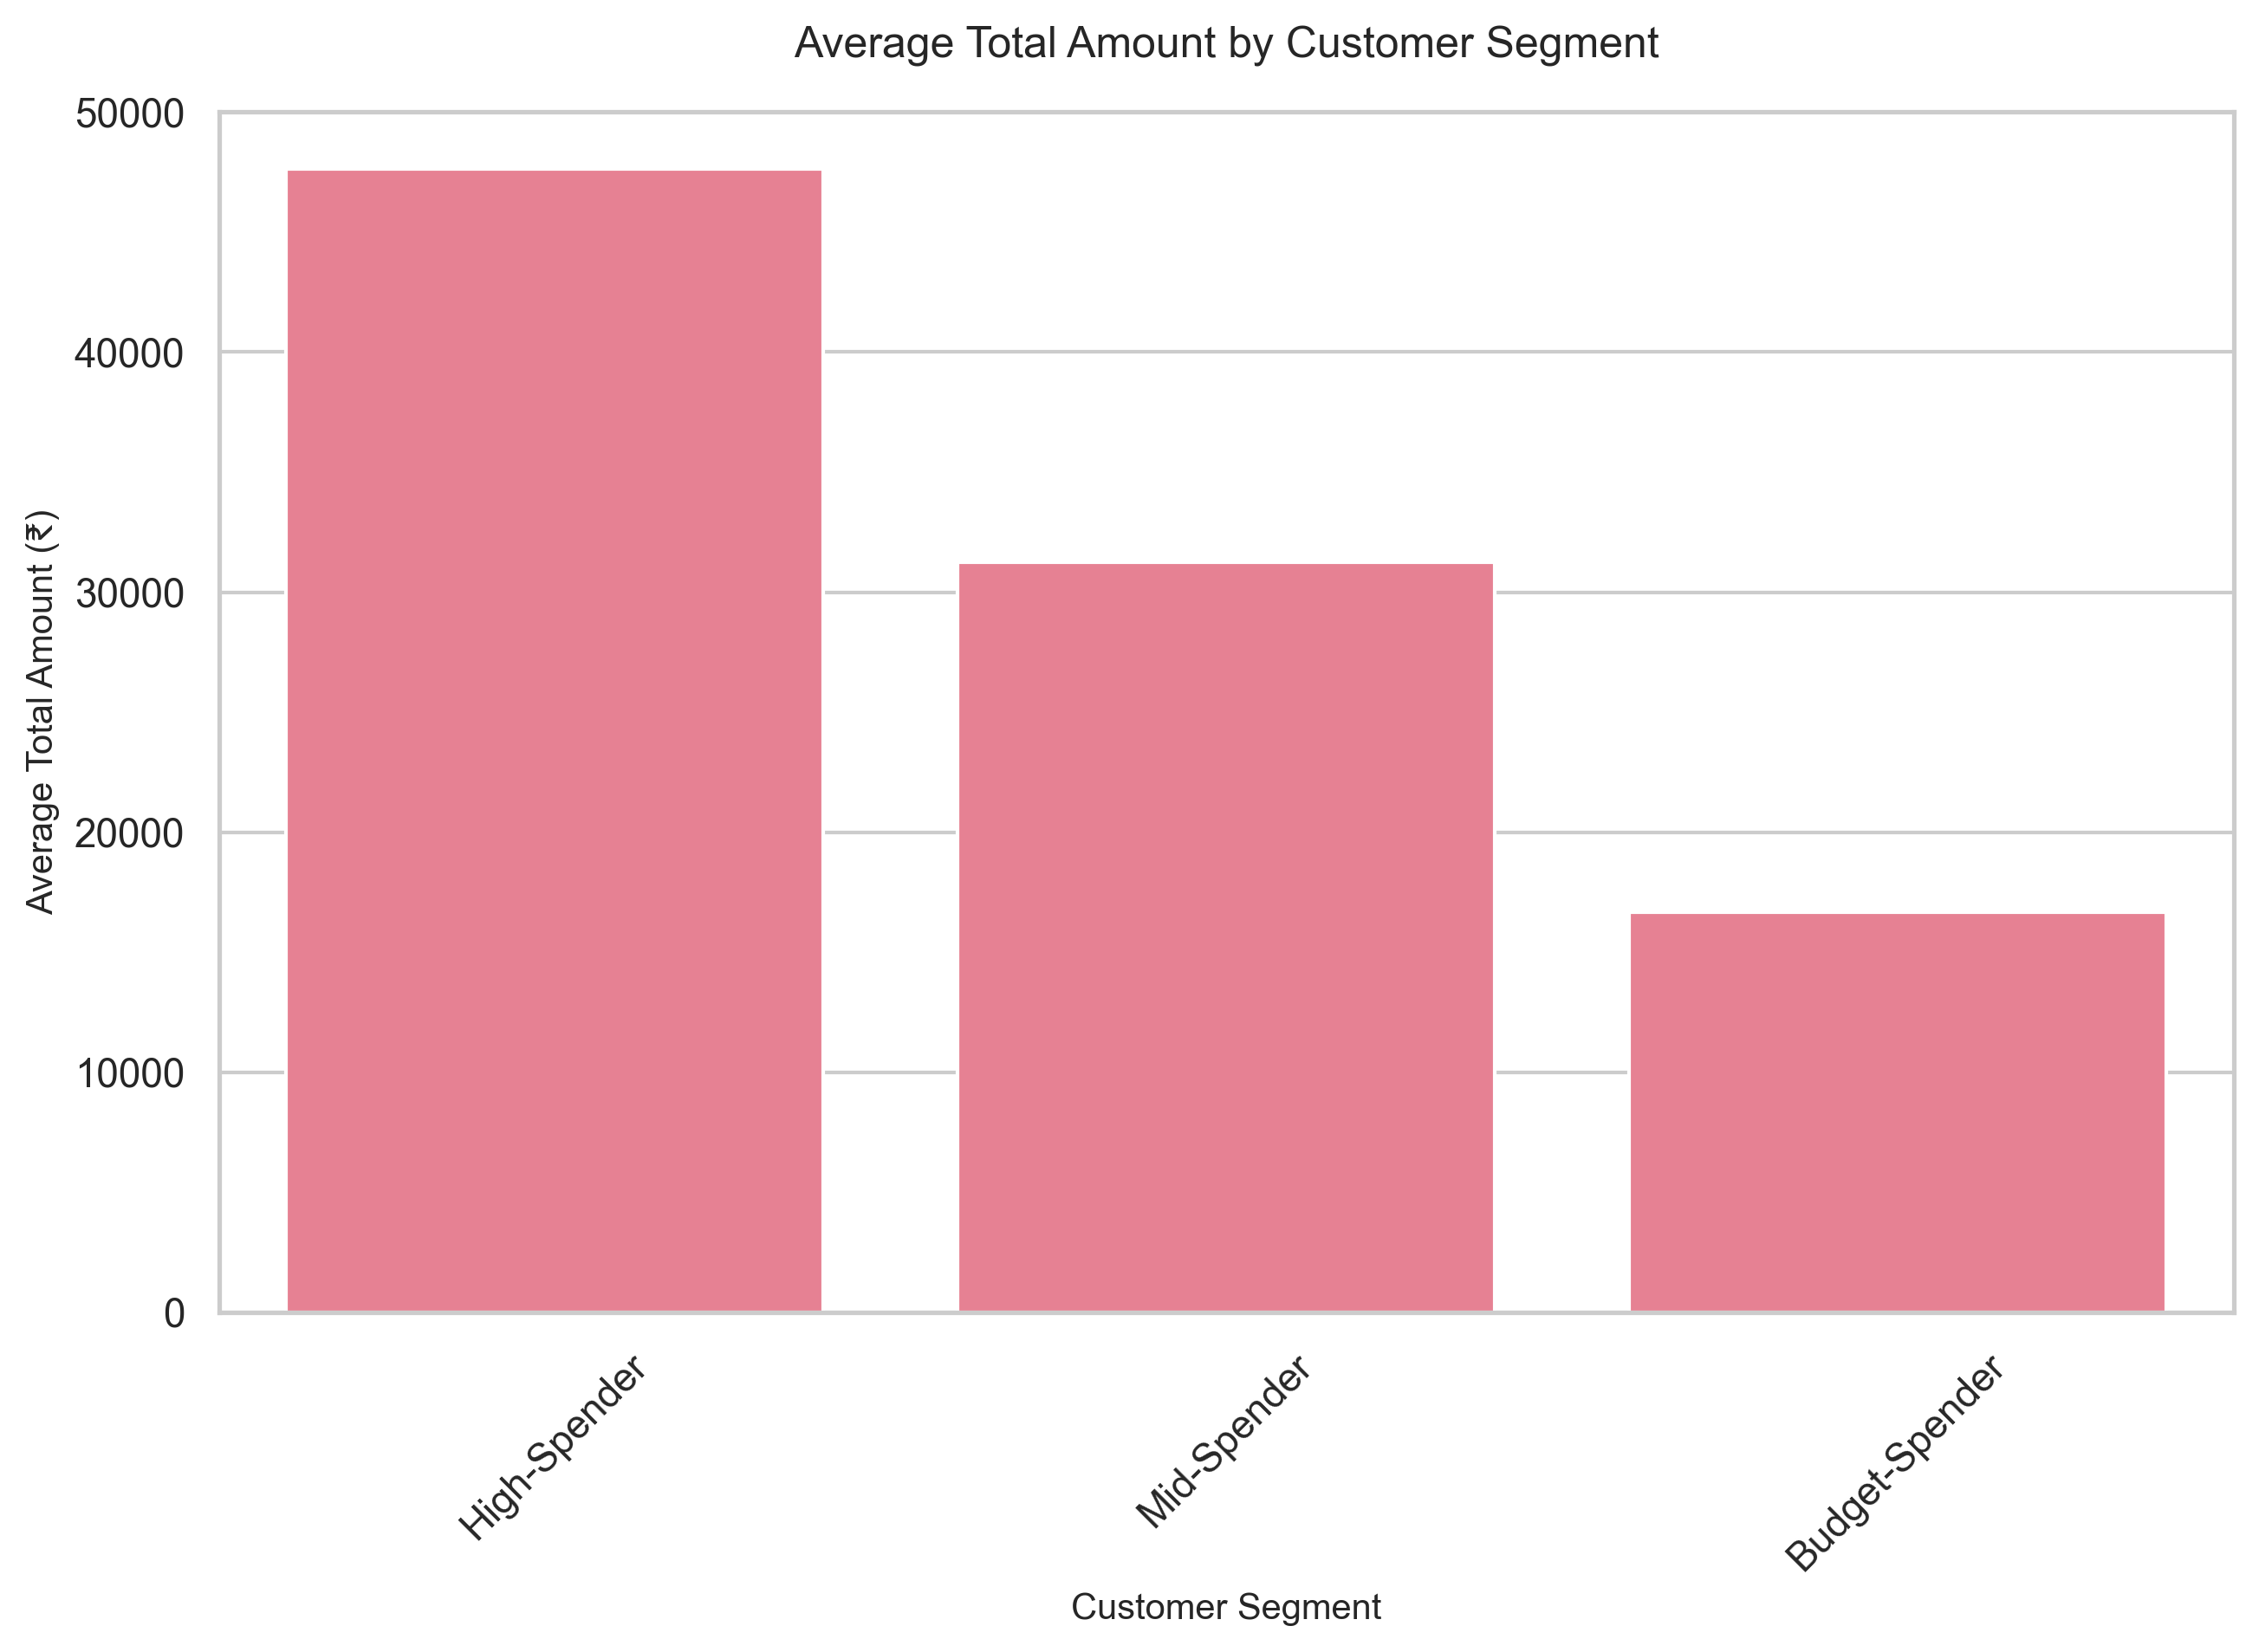 Average Total Amount by Customer Segment
50000
40000
30000
20000
10000
0
Average Total Amount (₹)
High-Spender
Mid-Spender
Budget-Spender
Customer Segment